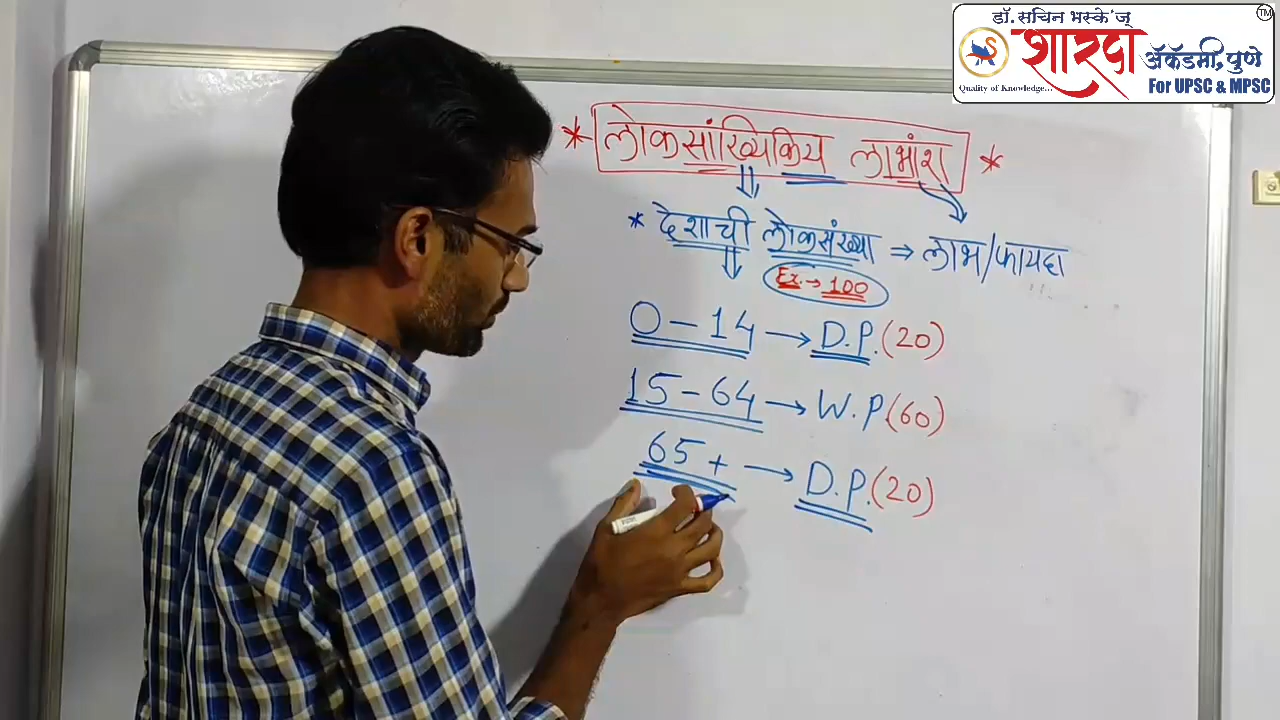 डॉ. सचिन भस्के'ज्
शारदा
ॲकॅडमी, पुणे
Quality of Knowledge...
For UPSC & MPSC
TM
* लोकसांख्यिकिय लाभांश *
* देशाची लोकसंख्या ⇒ लाभ/फायदा
Ex. → 100
0 - 14 → D.P. (20)
15 - 64 → W.P (60)
65 + → D.P. (20)